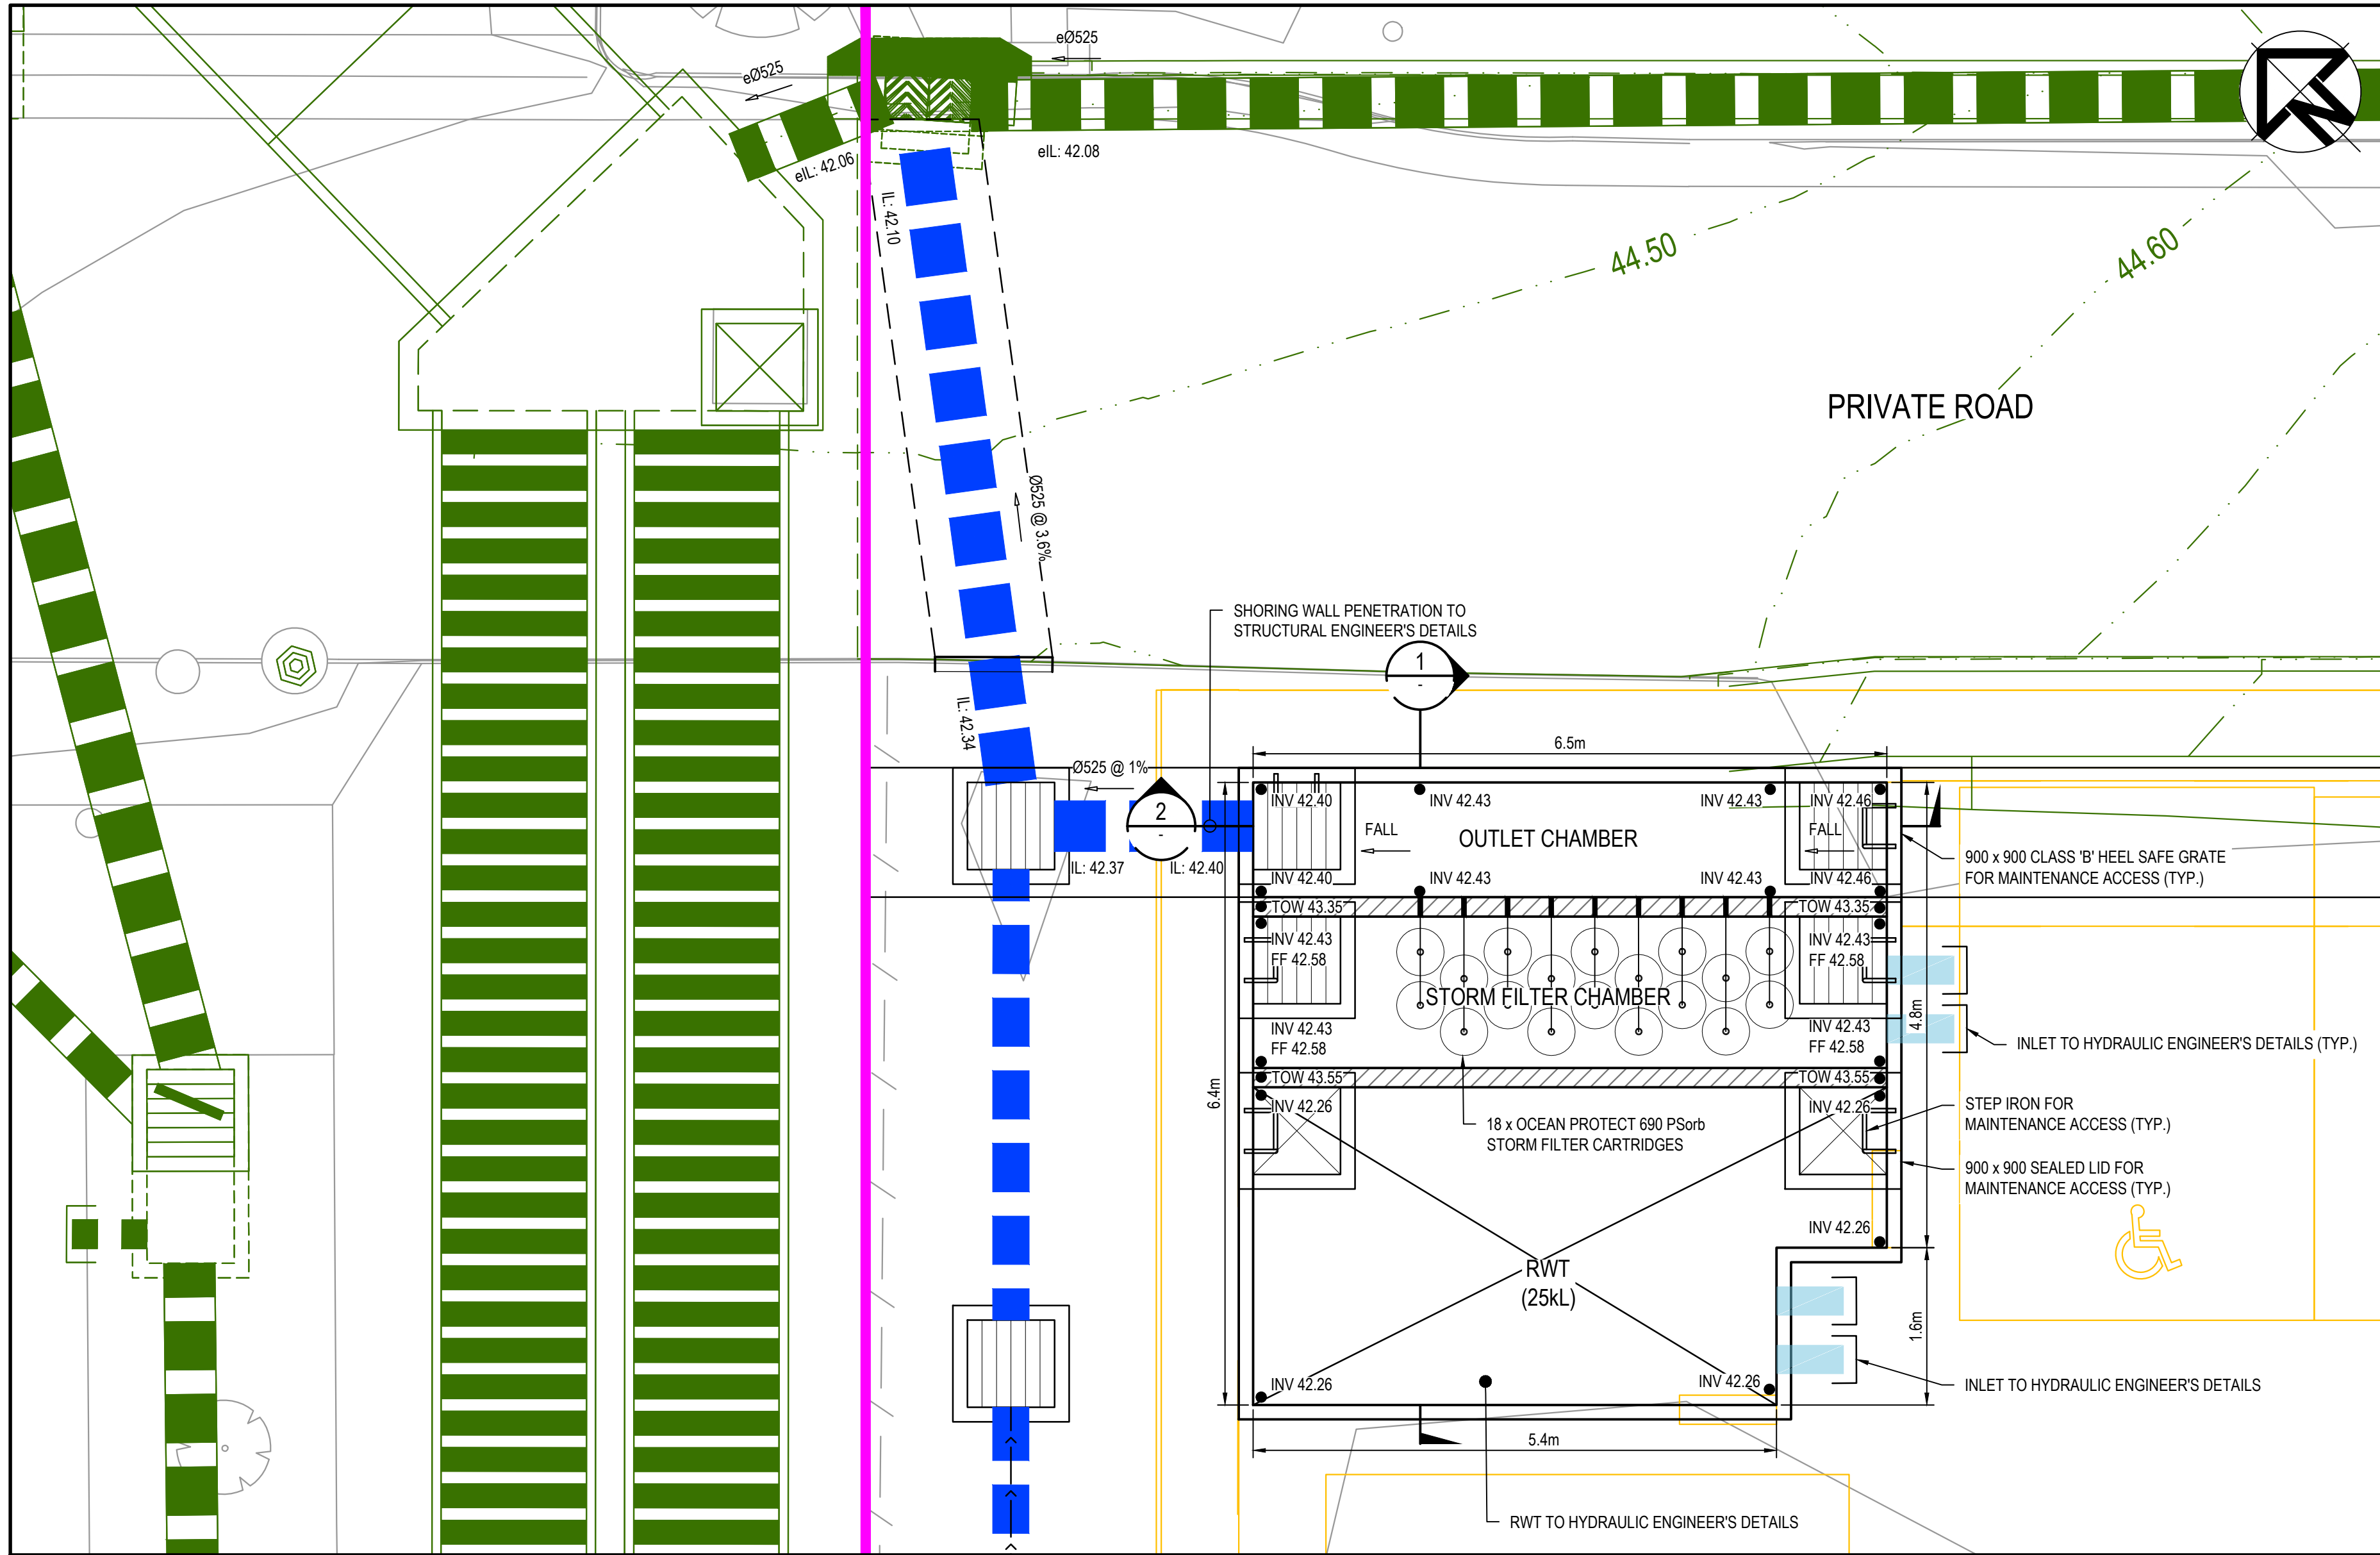 eØ525
eØ525
eIL: 42.06
eIL: 42.08
IL: 42.10
44.50
44.60
PRIVATE ROAD
Ø525 @ 3.6%
SHORING WALL PENETRATION TO
STRUCTURAL ENGINEER'S DETAILS
1
-
IL: 42.34
6.5m
Ø525 @ 1%
2
-
IL: 42.37
IL: 42.40
INV 42.40
INV 42.43
INV 42.43
INV 42.46
FALL
OUTLET CHAMBER
FALL
INV 42.40
INV 42.43
INV 42.43
INV 42.46
900 x 900 CLASS 'B' HEEL SAFE GRATE
FOR MAINTENANCE ACCESS (TYP.)
TOW 43.35
TOW 43.35
INV 42.43
FF 42.58
INV 42.43
FF 42.58
STORM FILTER CHAMBER
INV 42.43
FF 42.58
INV 42.43
FF 42.58
4.8m
INLET TO HYDRAULIC ENGINEER'S DETAILS (TYP.)
TOW 43.55
TOW 43.55
6.4m
INV 42.26
INV 42.26
18 x OCEAN PROTECT 690 PSorb
STORM FILTER CARTRIDGES
STEP IRON FOR
MAINTENANCE ACCESS (TYP.)
900 x 900 SEALED LID FOR
MAINTENANCE ACCESS (TYP.)
INV 42.26
RWT
(25kL)
1.6m
INV 42.26
INV 42.26
INLET TO HYDRAULIC ENGINEER'S DETAILS
5.4m
RWT TO HYDRAULIC ENGINEER'S DETAILS